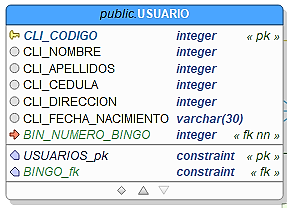 public.USUARIO
CLI_CODIGO integer « pk »
CLI_NOMBRE integer
CLI_APELLIDOS integer
CLI_CEDULA integer
CLI_DIRECCION integer
CLI_FECHA_NACIMIENTO varchar(30)
BIN_NUMERO_BINGO integer « fk nn »
USUARIOS_pk constraint « pk »
BINGO_fk constraint « fk »